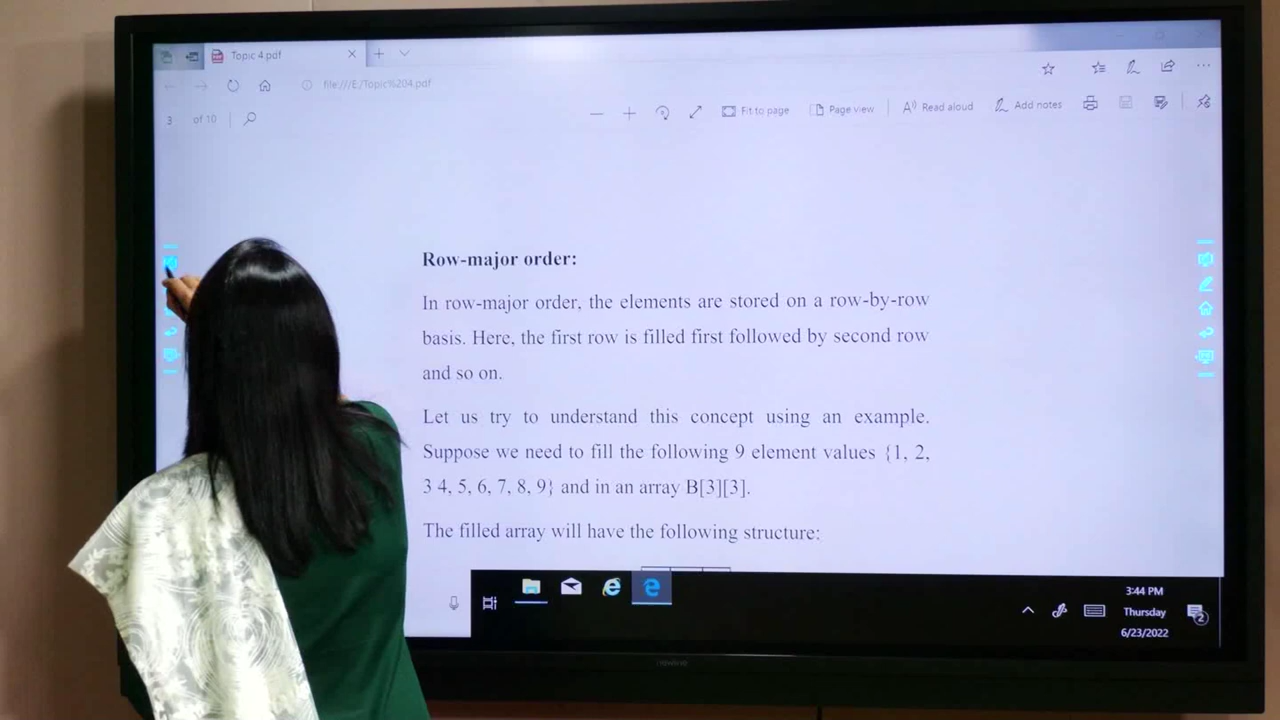 Topic 4.pdf
file:///E:/Topic%204.pdf
3 of 10
Fit to page
Page view
Read aloud
Add notes
Row-major order:
In row-major order, the elements are stored on a row-by-row
basis. Here, the first row is filled first followed by second row
and so on.
Let us try to understand this concept using an example.
Suppose we need to fill the following 9 element values {1, 2,
3 4, 5, 6, 7, 8, 9} and in an array B[3][3].
The filled array will have the following structure:
3:44 PM
Thursday
6/23/2022
2